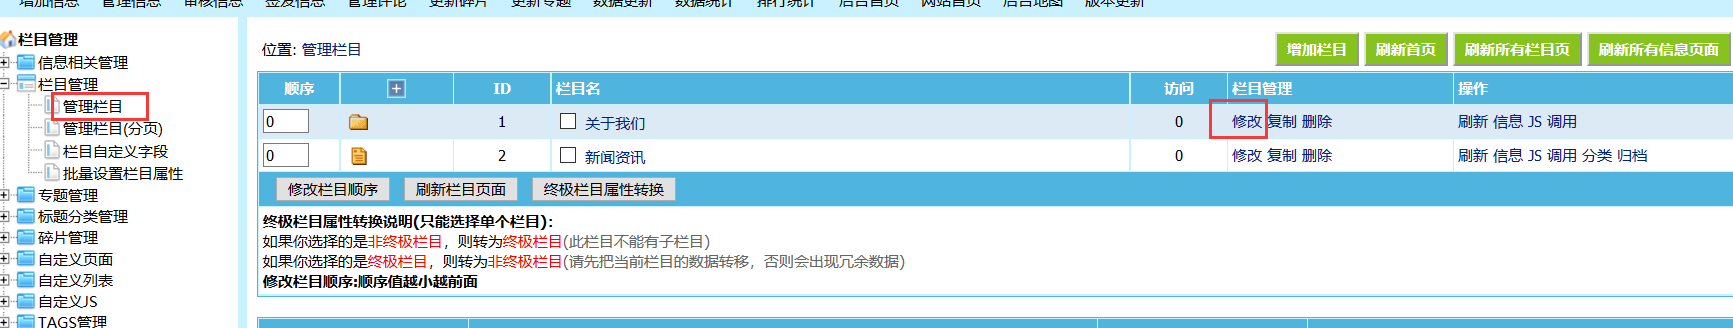 增加信息 管理信息 审核信息 签发信息 管理评论 更新碎片 更新专题 数据更新 数据统计 排行统计 后台首页 网站首页 后台地图 版本更新
栏目管理
信息相关管理
栏目管理
管理栏目
管理栏目(分页)
栏目自定义字段
批量设置栏目属性
专题管理
标题分类管理
碎片管理
自定义页面
自定义列表
自定义JS
TAGS管理
位置: 管理栏目
增加栏目 刷新首页 刷新所有栏目页 刷新所有信息页面
顺序 ID 栏目名 访问 栏目管理 操作
0 1 关于我们 0 修改 复制 删除 刷新 信息 JS 调用
0 2 新闻资讯 0 修改 复制 删除 刷新 信息 JS 调用 分类 归档
修改栏目顺序 刷新栏目页面 终极栏目属性转换
终极栏目属性转换说明(只能选择单个栏目)：
如果你选择的是非终极栏目，则转为终极栏目(此栏目不能有子栏目)
如果你选择的是终极栏目，则转为非终极栏目(请先把当前栏目的数据转移，否则会出现冗余数据)
修改栏目顺序:顺序值越小越前面